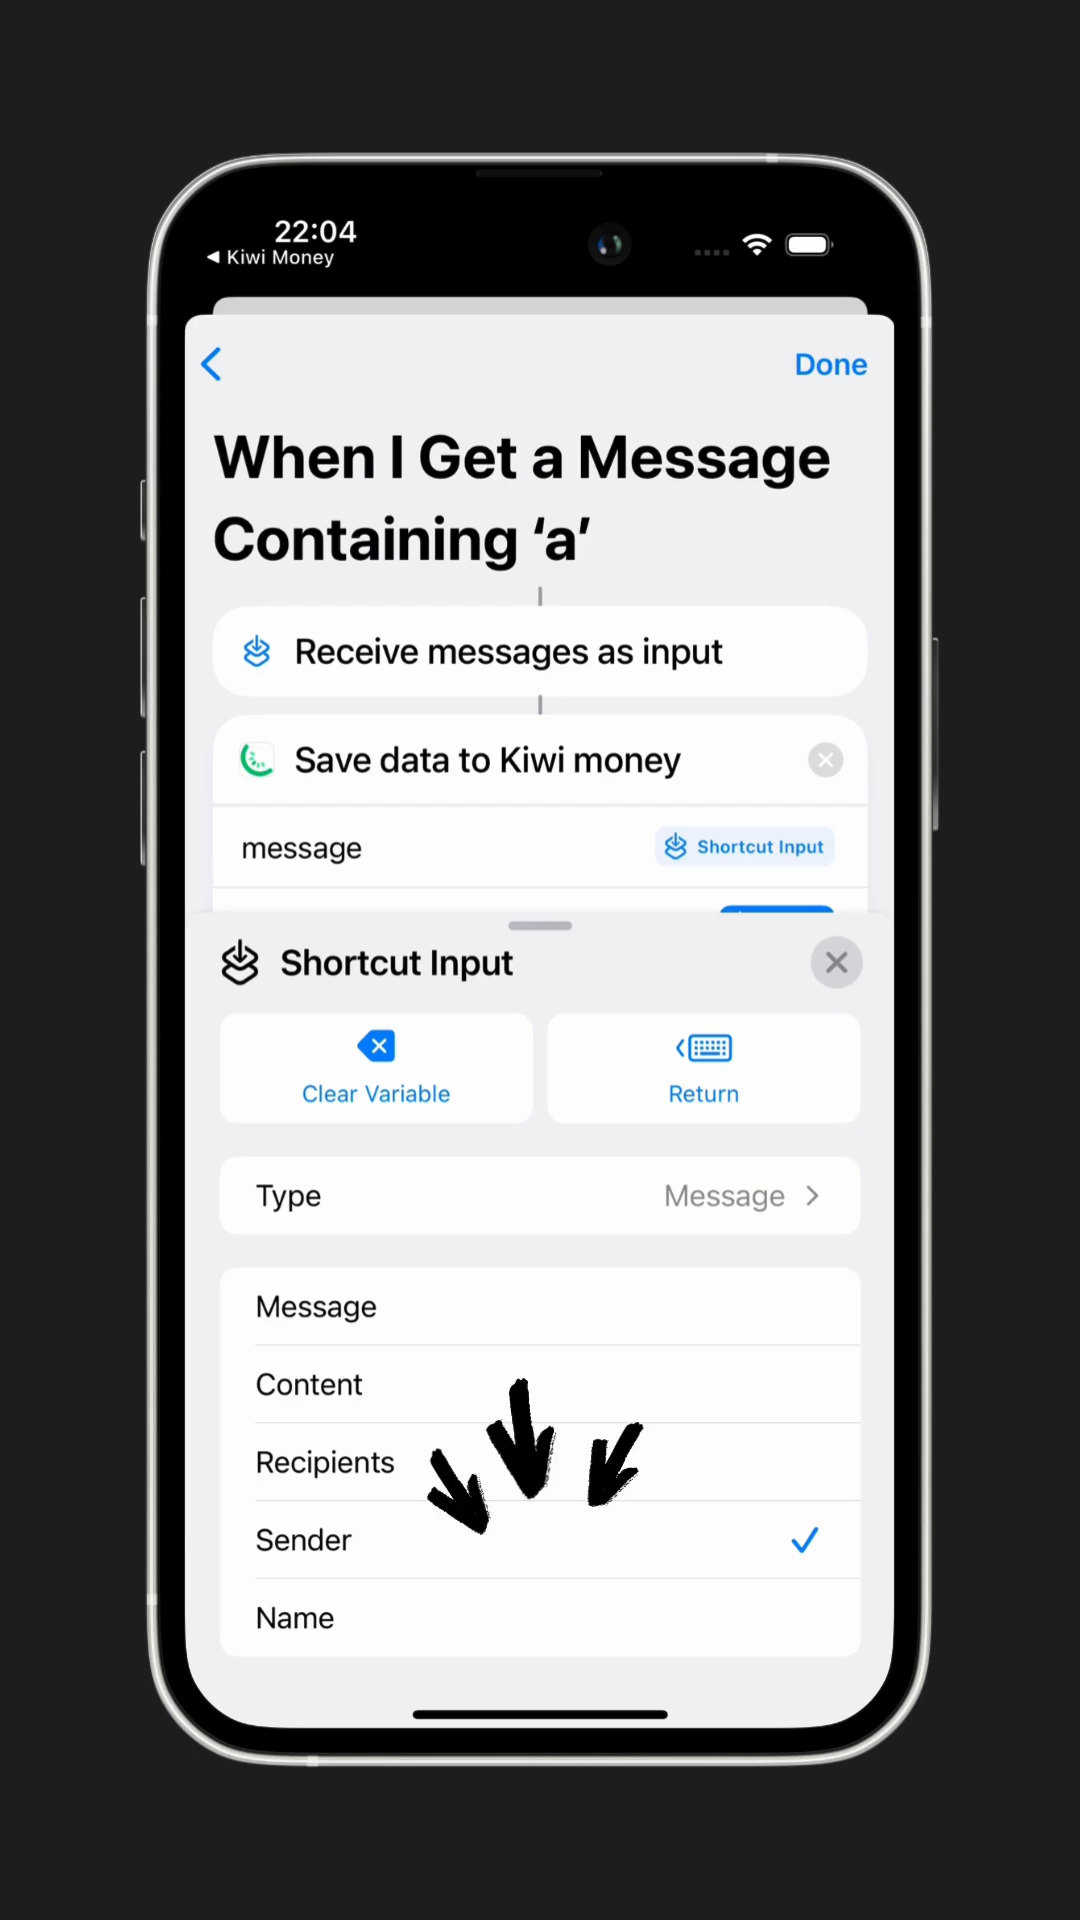 22:04
◀ Kiwi Money
Done
When I Get a Message
Containing ‘a’
Receive messages as input
Save data to Kiwi money
message
Shortcut Input
Shortcut Input
Clear Variable
Return
Type
Message
Message
Content
Recipients
Sender
Name